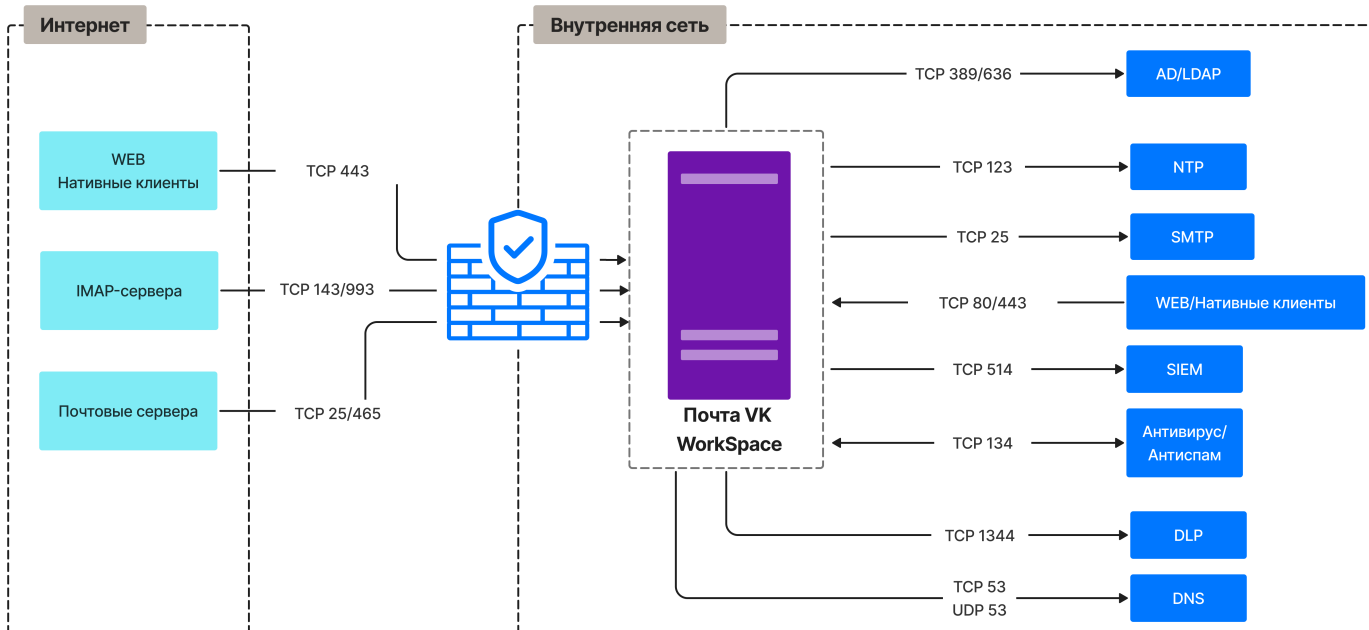 Интернет
Внутренняя сеть
WEB
Нативные клиенты
TCP 443
IMAP-сервера
TCP 143/993
Почтовые сервера
TCP 25/465
Почта VK
WorkSpace
TCP 389/636
AD/LDAP
TCP 123
NTP
TCP 25
SMTP
TCP 80/443
WEB/Нативные клиенты
TCP 514
SIEM
TCP 134
Антивирус/
Антиспам
TCP 1344
DLP
TCP 53
UDP 53
DNS